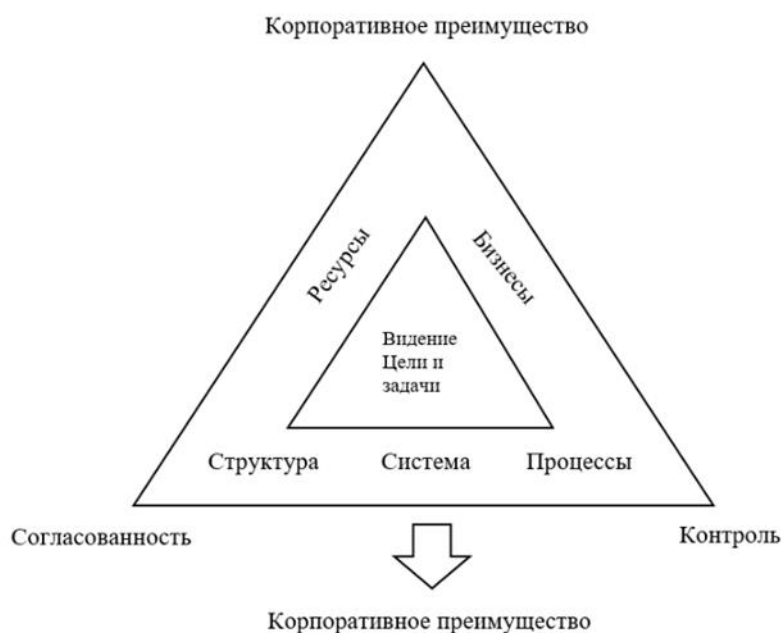 Корпоративное преимущество
Ресурсы
Бизнесы
Видение
Цели и
задачи
Структура Система Процессы
Согласованность Контроль
Корпоративное преимущество